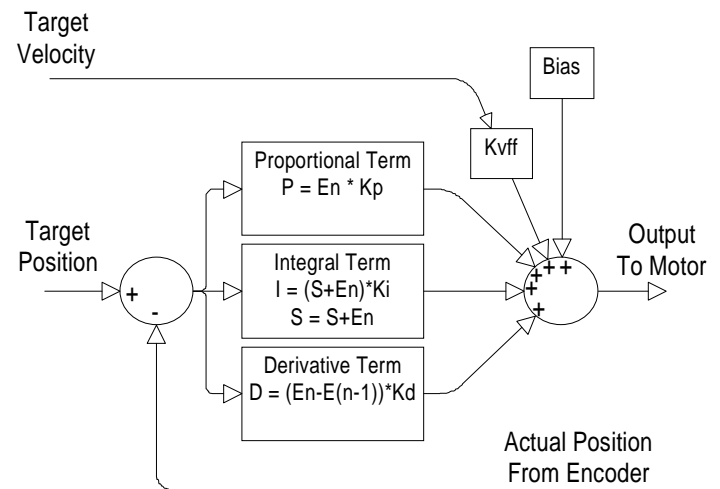 Target
Velocity
Bias
Kvff
Proportional Term
P = En * Kp
Target
Position
Integral Term
I = (S+En)*Ki
S = S+En
Output
To Motor
+
-
+
+
+
+
+
Derivative Term
D = (En-E(n-1))*Kd
Actual Position
From Encoder